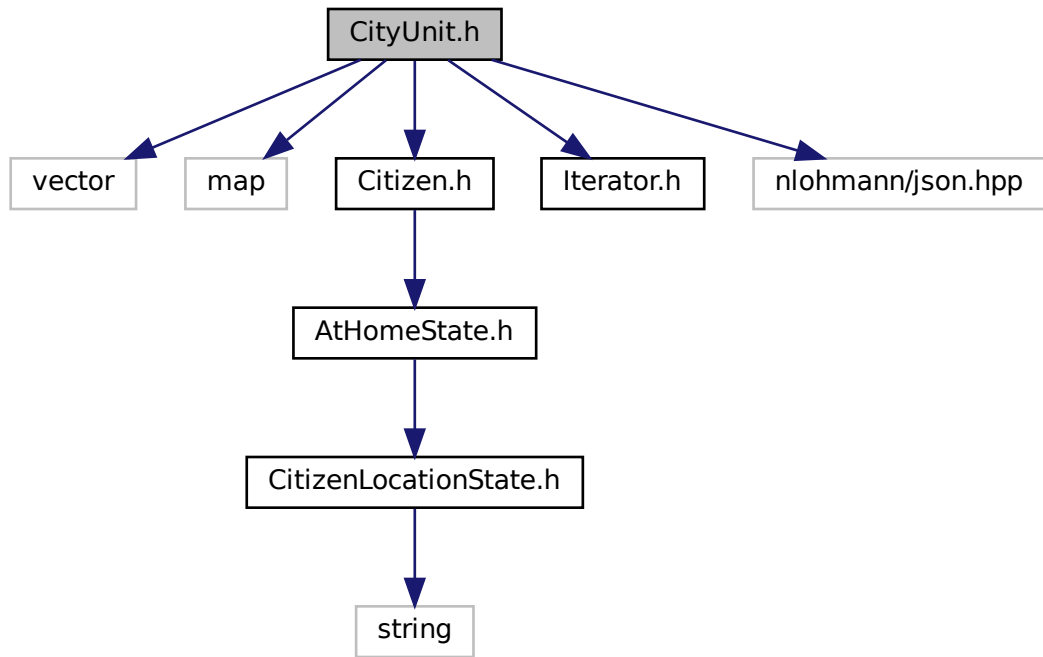 CityUnit.h
vector
map
Citizen.h
Iterator.h
nlohmann/json.hpp
AtHomeState.h
CitizenLocationState.h
string